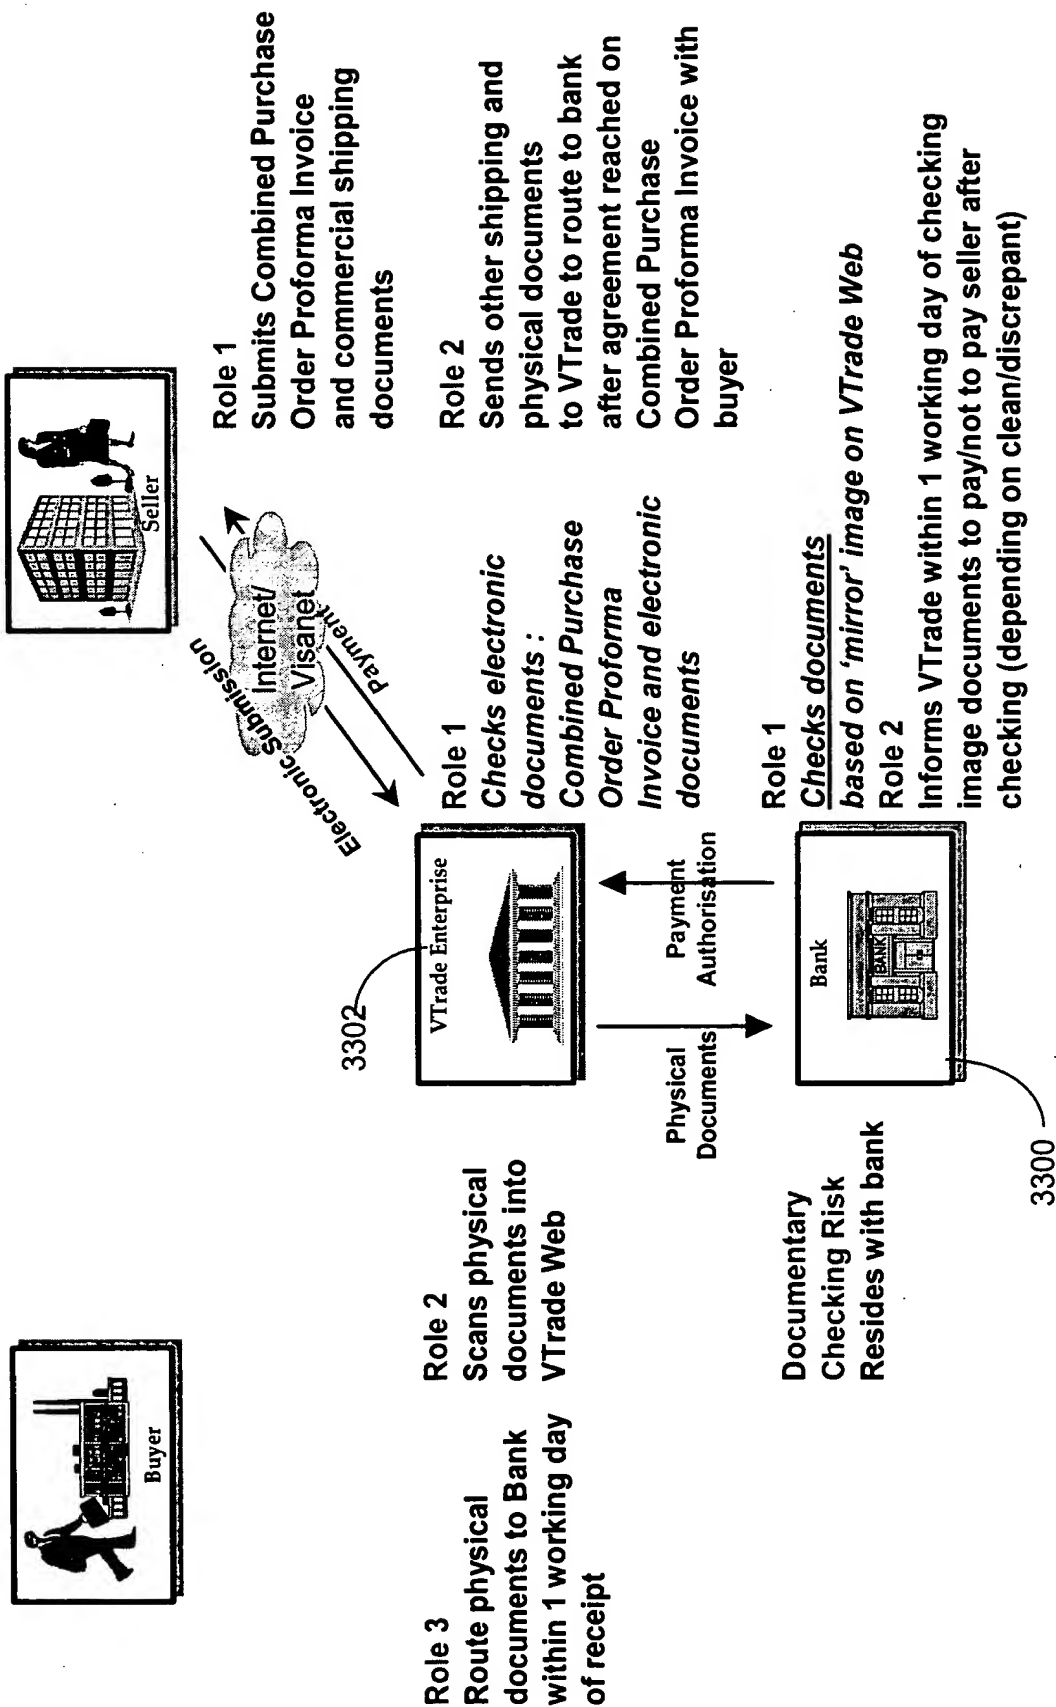 Buyer
Seller
Role 1
Submits Combined Purchase
Order Proforma Invoice
and commercial shipping
documents
Electronic Submission
Internet/
Visanet
Payment
Role 2
Sends other shipping and
physical documents
to VTrade to route to bank
after agreement reached on
Combined Purchase
Order Proforma Invoice with
buyer
3302
VTrade Enterprise
Role 1
Checks electronic
documents :
Combined Purchase
Order Proforma
Invoice and electronic
documents
Role 2
Scans physical
documents into
VTrade Web
Role 3
Route physical
documents to Bank
within 1 working day
of receipt
Physical
Documents
Payment
Authorisation
Bank
BANK
3300
Documentary
Checking Risk
Resides with bank
Role 1
Checks documents
based on 'mirror' image on VTrade Web
Role 2
Informs VTrade within 1 working day of checking
image documents to pay/not to pay seller after
checking (depending on clean/discrepant)